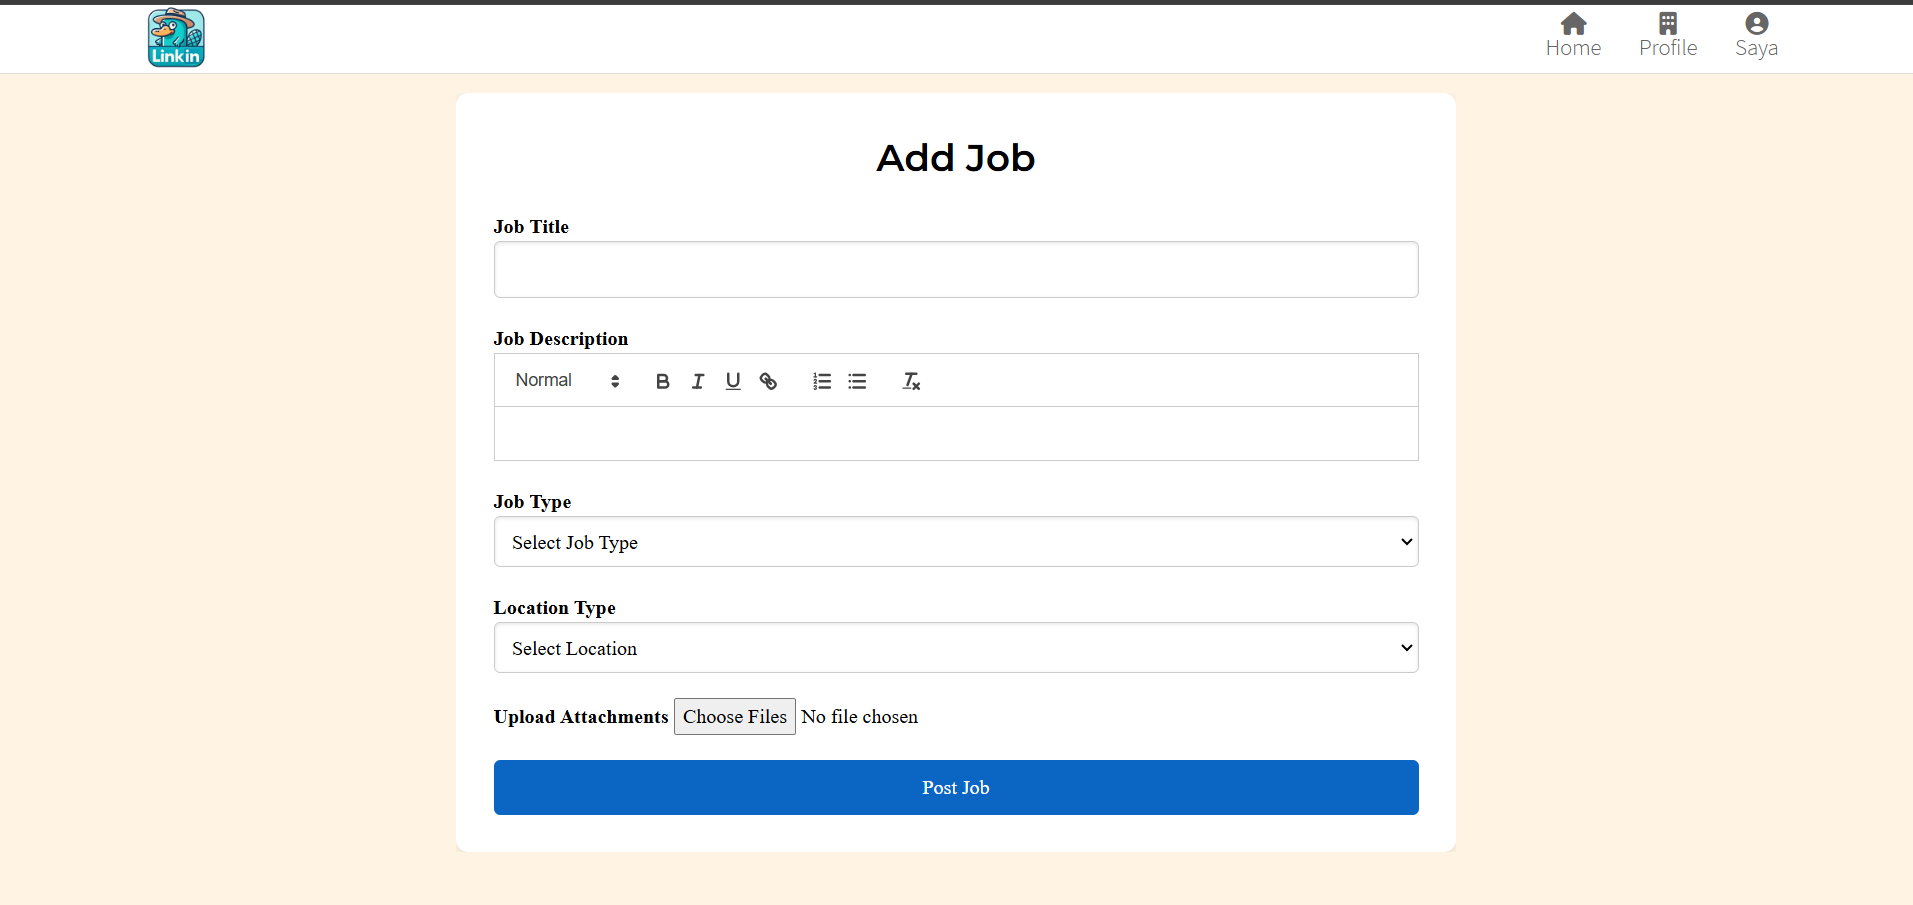 Linkin
Home Profile Saya
Add Job
Job Title
Job Description
Normal
Job Type
Select Job Type
Location Type
Select Location
Upload Attachments Choose Files No file chosen
Post Job